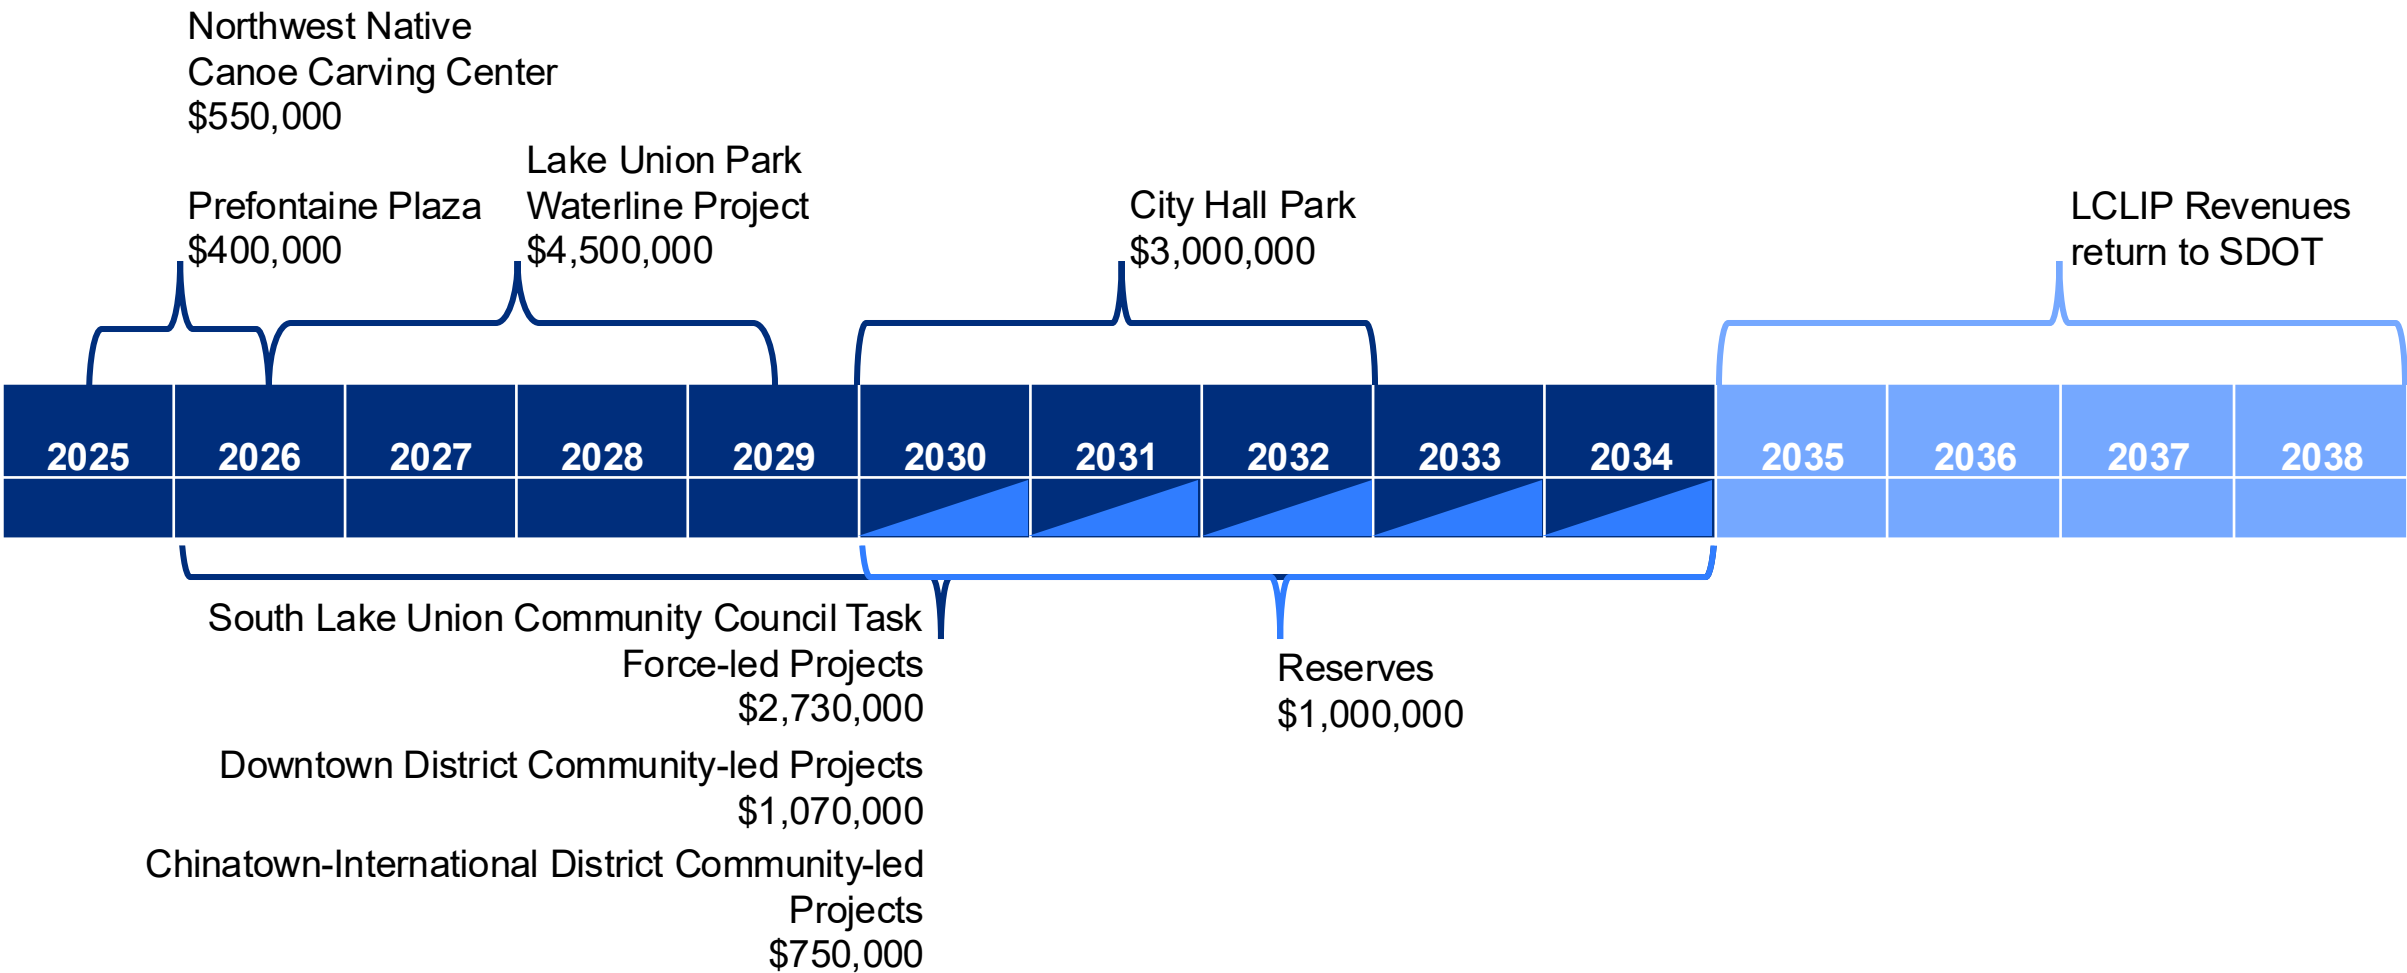 Northwest Native
Canoe Carving Center
$550,000
Prefontaine Plaza
$400,000
Lake Union Park
Waterline Project
$4,500,000
City Hall Park
$3,000,000
LCLIP Revenues
return to SDOT
2025
2026
2027
2028
2029
2030
2031
2032
2033
2034
2035
2036
2037
2038
South Lake Union Community Council Task
Force-led Projects
$2,730,000
Downtown District Community-led Projects
$1,070,000
Chinatown-International District Community-led
Projects
$750,000
Reserves
$1,000,000